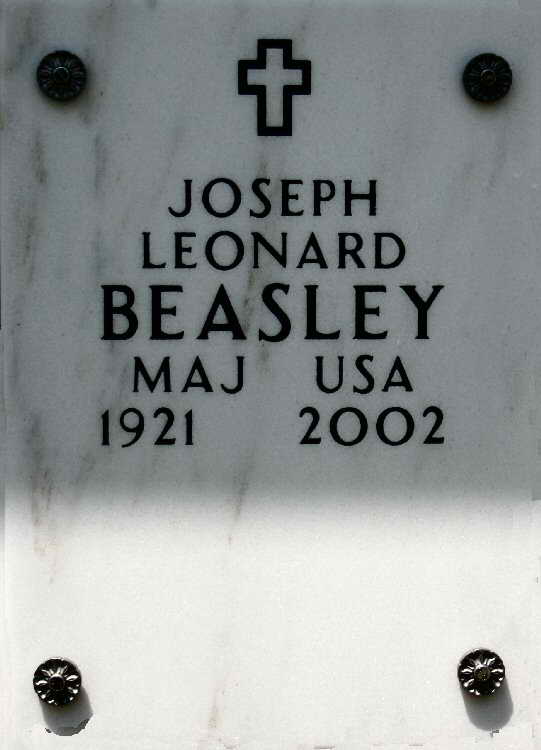 JOSEPH
LEONARD
BEASLEY
MAJ USA
1921 2002